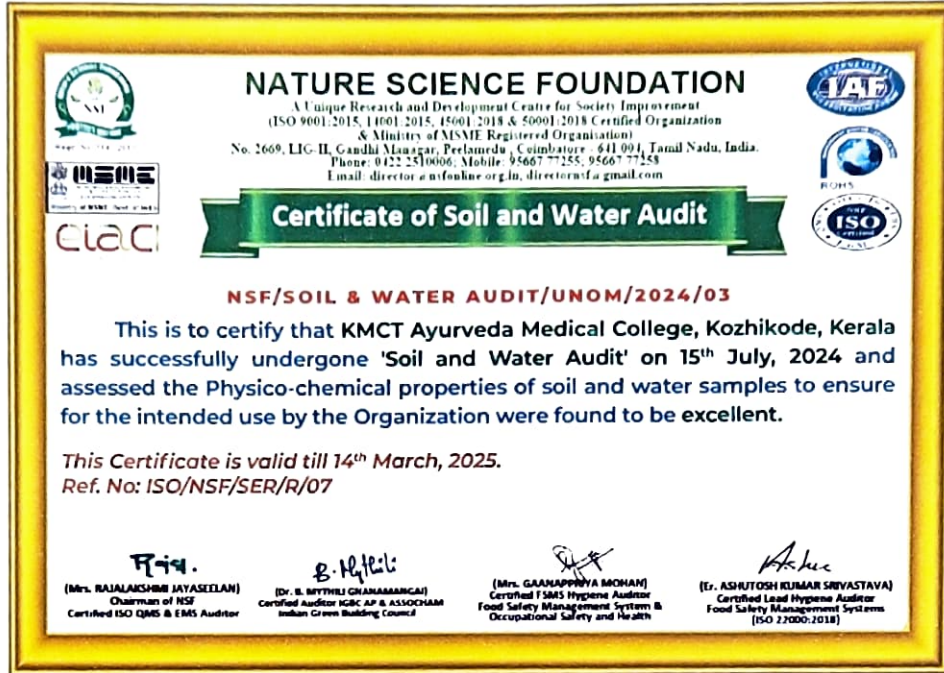 NATURE SCIENCE FOUNDATION
A Unique Research and Development Centre for Society Improvement
(ISO 9001:2015, 14001:2015, 45001:2018 & 50001:2018 Certified Organization
& Ministry of MSME Registered Organisation)
No. 2669, LIG-II, Gandhi Managar, Peelamedu, Coimbatore - 641 004, Tamil Nadu, India.
Phone: 0422 2510006; Mobile: 95667 77255, 95667 77258
Email: director@nsfonline.org.in, directornsf@gmail.com
NSF
MSME
CIACI
IAF
ROHS
ISO
Certificate of Soil and Water Audit
NSF/SOIL & WATER AUDIT/UNOM/2024/03
This is to certify that KMCT Ayurveda Medical College, Kozhikode, Kerala
has successfully undergone 'Soil and Water Audit' on 15th July, 2024 and
assessed the Physico-chemical properties of soil and water samples to ensure
for the intended use by the Organization were found to be excellent.
This Certificate is valid till 14th March, 2025.
Ref. No: ISO/NSF/SER/R/07
B. Mythili
(Mrs. RAJALAKSHMI JAYASEELAN)
Chairman of NSF
Certified ISO QMS & EMS Auditor
(Dr. B. MYTHILI GNANAMANGAI)
Certified Auditor IGBC AP & ASSOCHAM
Indian Green Building Council
(Mrs. GAANAPPRIYA MOHAN)
Certified FSMS Hygiene Auditor
Food Safety Management System &
Occupational Safety and Health
(Er. ASHUTOSH KUMAR SRIVASTAVA)
Certified Lead Hygiene Auditor
Food Safety Management Systems
(ISO 22000:2018)